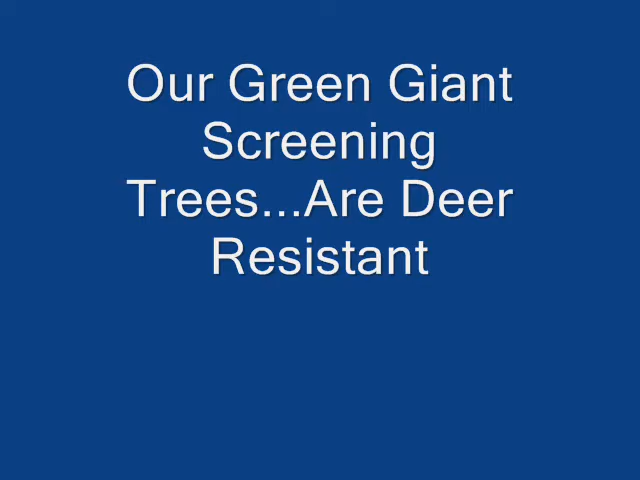 Our Green Giant
Screening
Trees...Are Deer
Resistant